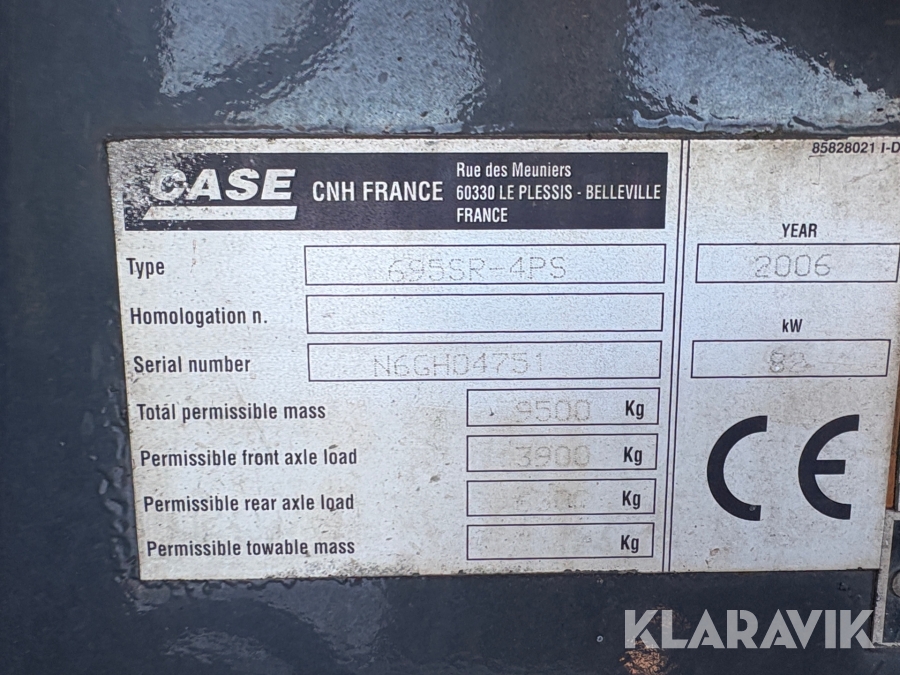 85828021 I-D
CASE CNH FRANCE
Rue des Meuniers
60330 LE PLESSIS - BELLEVILLE
FRANCE
Type 695SR-4PS
Homologation n.
Serial number N6GH04751
Total permissible mass 9500 Kg
Permissible front axle load 3900 Kg
Permissible rear axle load Kg
Permissible towable mass Kg
YEAR
2006
kW
82
CE
KLARAVIK